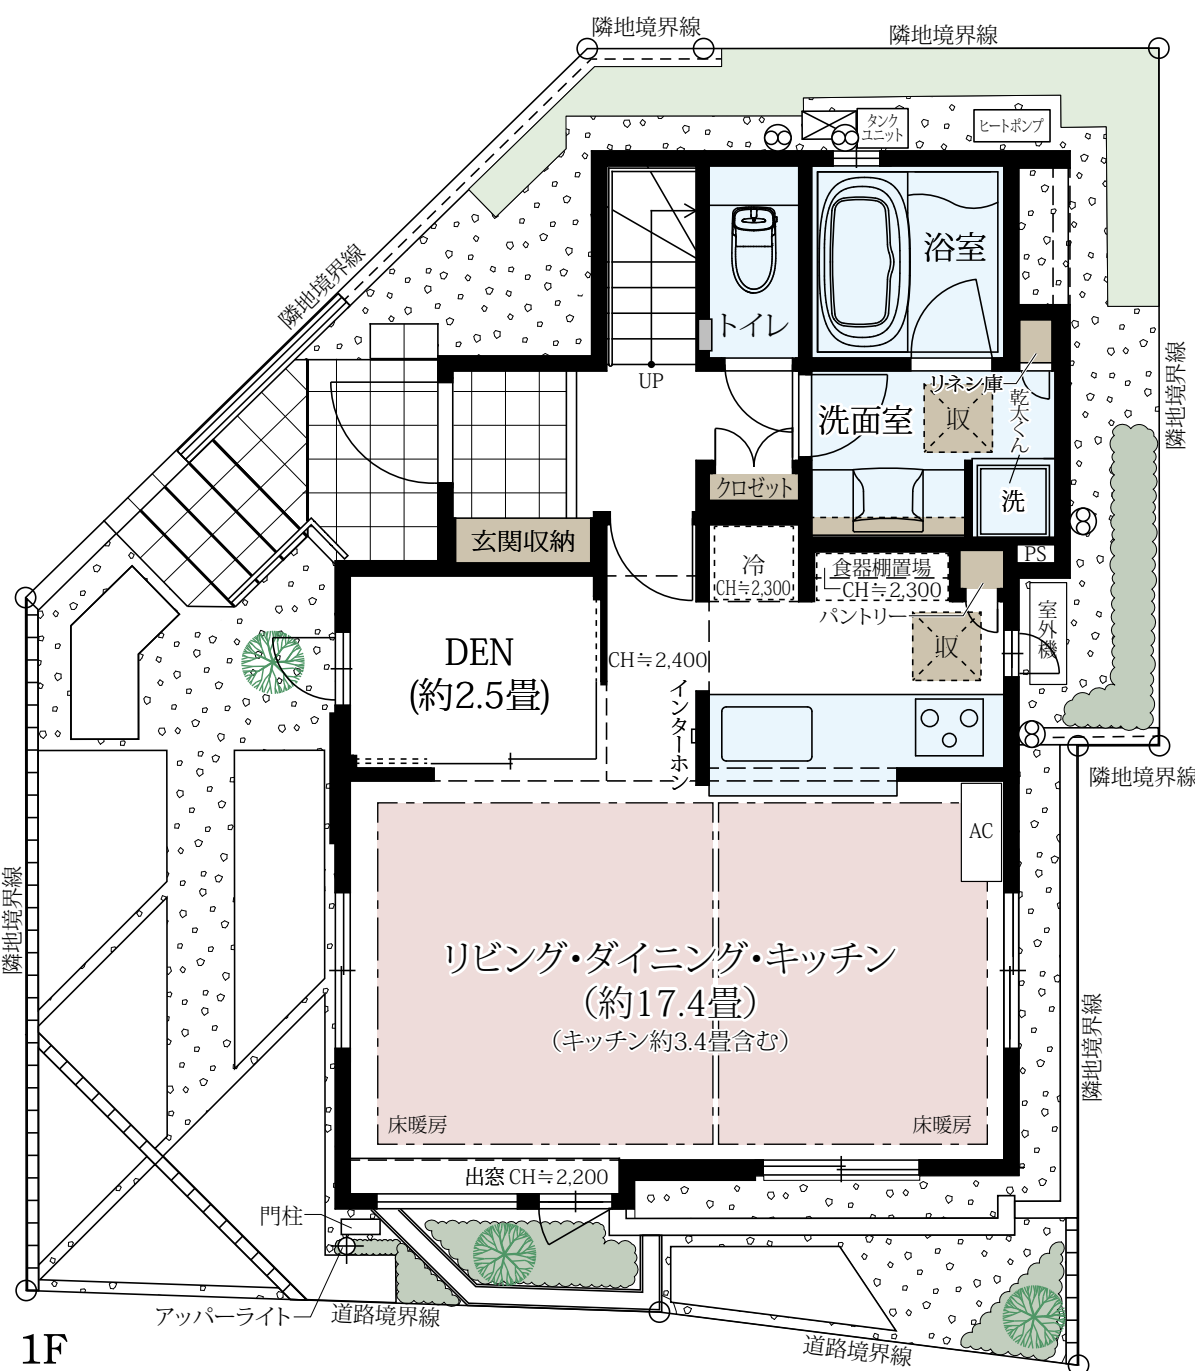 隣地境界線
隣地境界線
タンク
ユニット
ヒートポンプ
隣地境界線
浴室
トイレ
隣地境界線
UP
リネン庫
洗面室
収
乾太くん
クロゼット
洗
玄関収納
PS
冷
CH≒2,300
食器棚置場
CH≒2,300
パントリー
室外機
DEN
(約2.5畳)
CH≒2,400
収
インターホン
隣地境界線
AC
隣地境界線
リビング・ダイニング・キッチン
(約17.4畳)
(キッチン約3.4畳含む)
隣地境界線
床暖房
床暖房
出窓 CH≒2,200
門柱
アッパーライト
道路境界線
道路境界線
1F